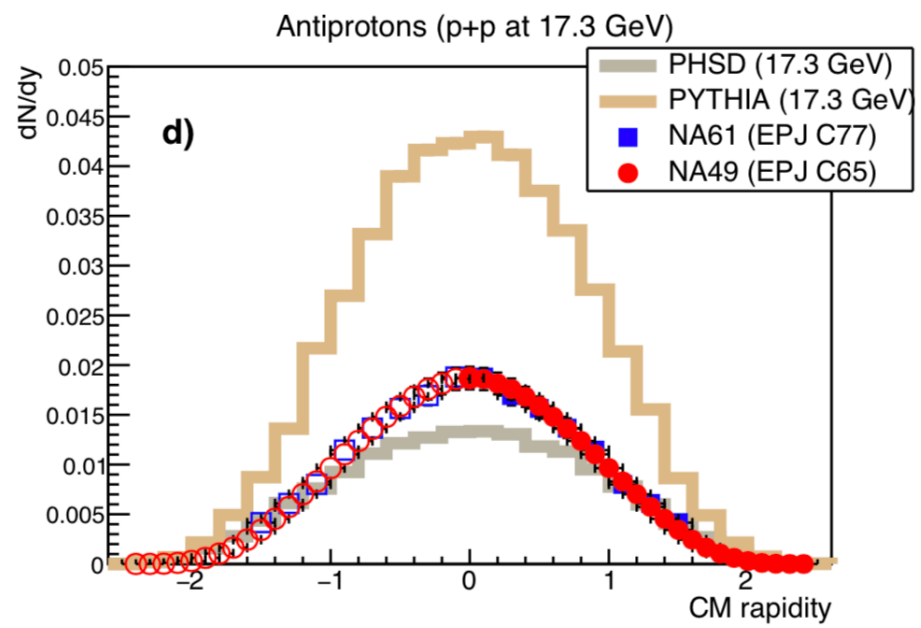 Antiprotons (p+p at 17.3 GeV)
dN/dy
0.05
0.045
0.04
0.035
0.03
0.025
0.02
0.015
0.01
0.005
0
d)
PHSD (17.3 GeV)
PYTHIA (17.3 GeV)
NA61 (EPJ C77)
NA49 (EPJ C65)
−2 −1 0 1 2
CM rapidity